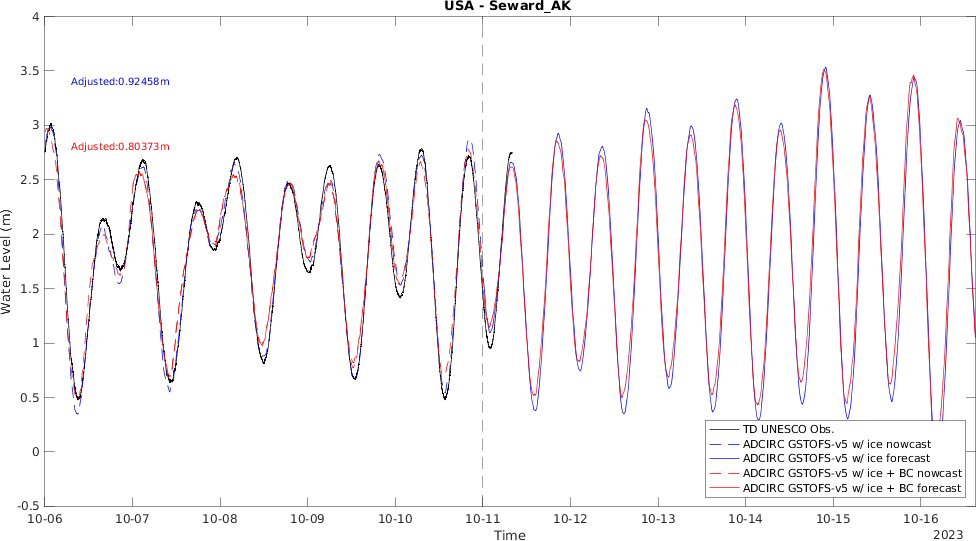 USA - Seward_AK
4
3.5
3
2.5
2
1.5
1
0.5
0
-0.5
Water Level (m)
Adjusted:0.92458m
Adjusted:0.80373m
TD UNESCO Obs.
ADCIRC GSTOFS-v5 w/ ice nowcast
ADCIRC GSTOFS-v5 w/ ice forecast
ADCIRC GSTOFS-v5 w/ ice + BC nowcast
ADCIRC GSTOFS-v5 w/ ice + BC forecast
10-06 10-07 10-08 10-09 10-10 10-11 10-12 10-13 10-14 10-15 10-16
Time
2023